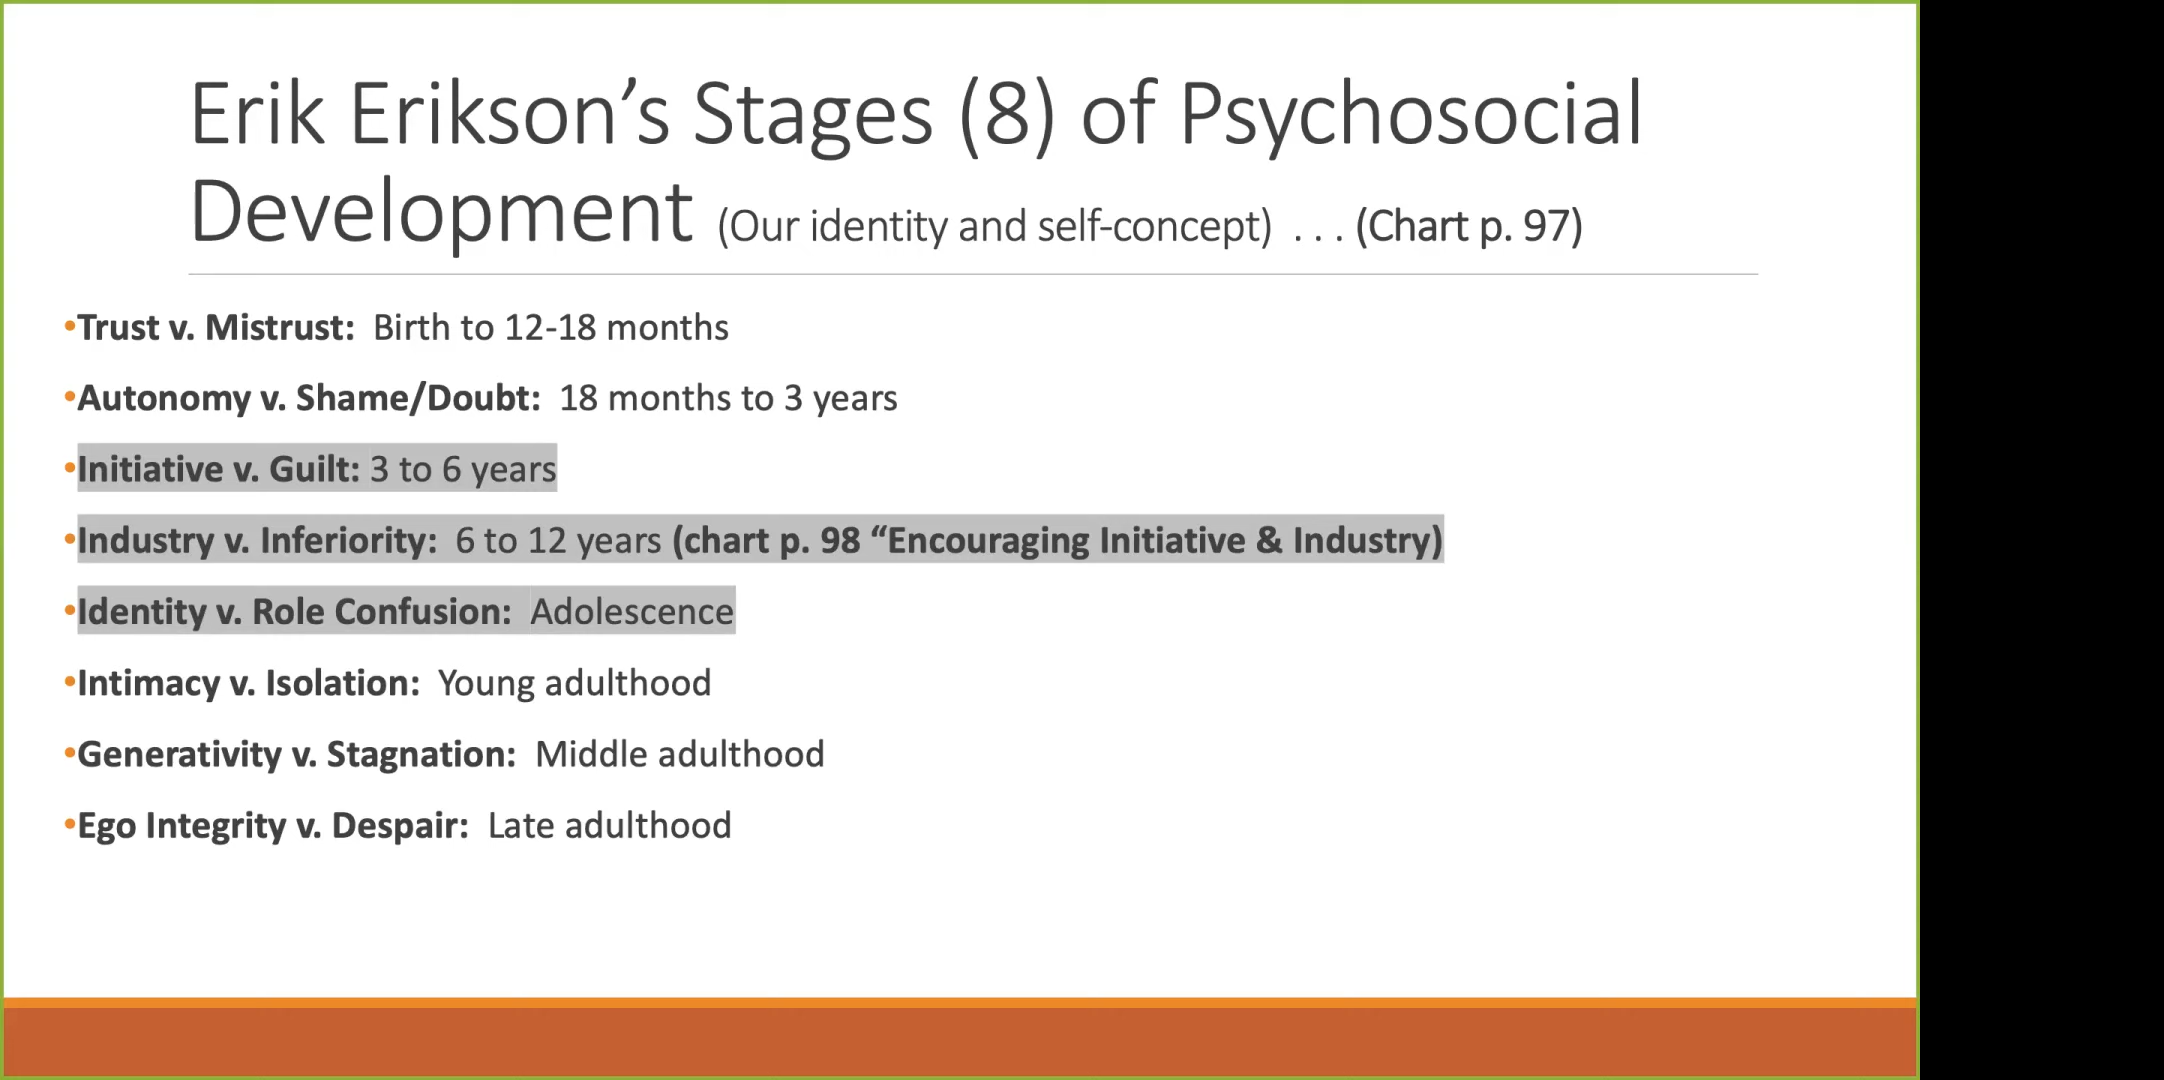 Erik Erikson’s Stages (8) of Psychosocial
Development (Our identity and self-concept) . . . (Chart p. 97)
•Trust v. Mistrust: Birth to 12-18 months
•Autonomy v. Shame/Doubt: 18 months to 3 years
•Initiative v. Guilt: 3 to 6 years
•Industry v. Inferiority: 6 to 12 years (chart p. 98 “Encouraging Initiative & Industry)
•Identity v. Role Confusion: Adolescence
•Intimacy v. Isolation: Young adulthood
•Generativity v. Stagnation: Middle adulthood
•Ego Integrity v. Despair: Late adulthood